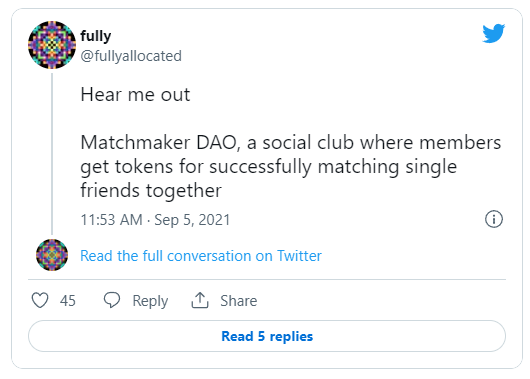 fully
@fullyallocated
Hear me out
Matchmaker DAO, a social club where members
get tokens for successfully matching single
friends together
11:53 AM · Sep 5, 2021
Read the full conversation on Twitter
45 Reply Share
Read 5 replies